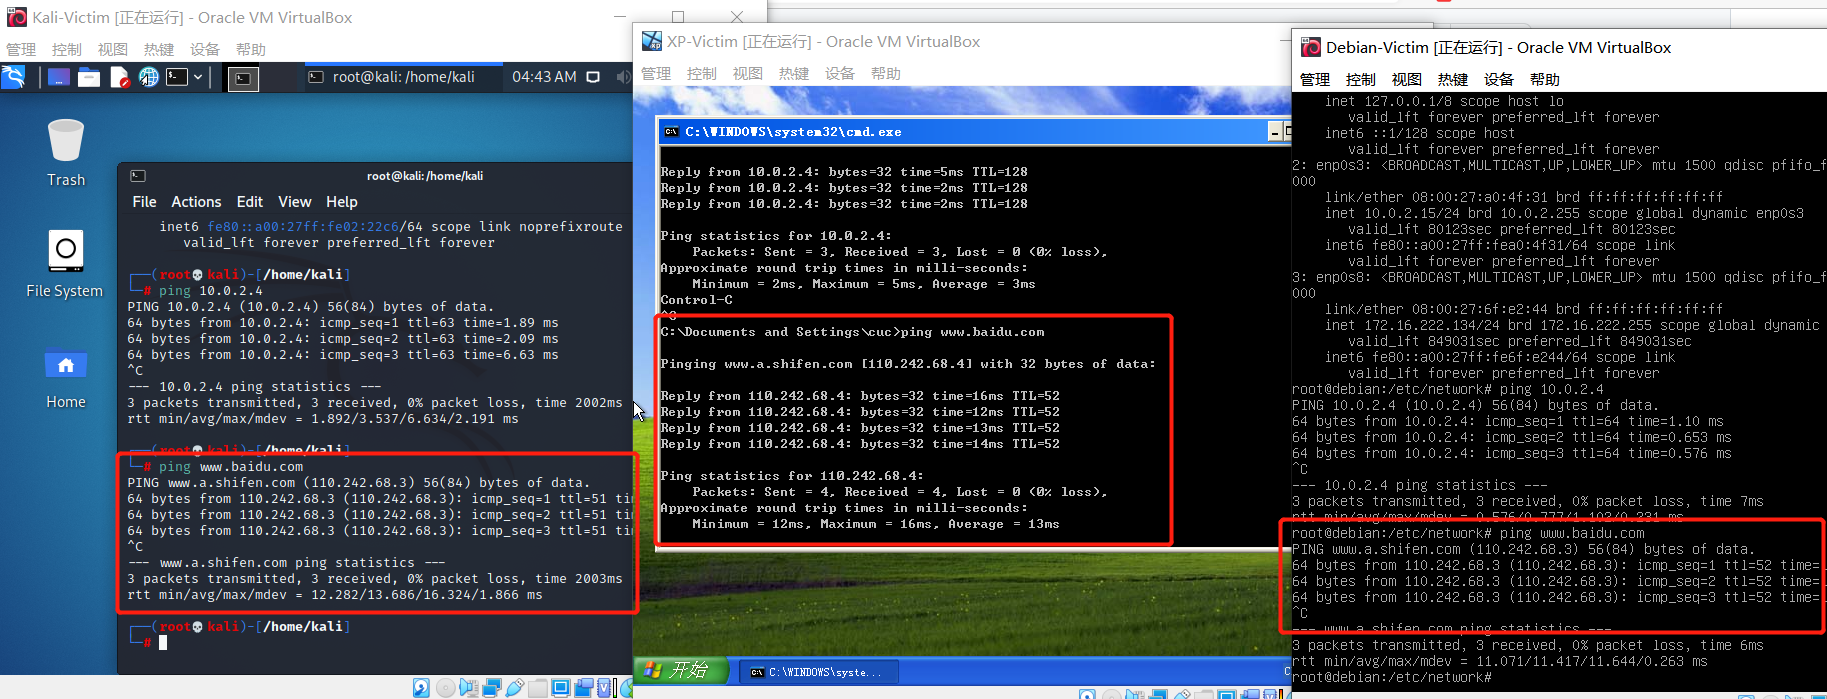 Kali-Victim [正在运行] - Oracle VM VirtualBox
管理 控制 视图 热键 设备 帮助
root@kali: /home/kali
04:43 AM
Trash
File System
Home
root@kali:/home/kali
File Actions Edit View Help
inet6 fe80::a00:27ff:fe02:22c6/64 scope link noprefixroute
valid_lft forever preferred_lft forever
(root💀kali)-[/home/kali]
# ping 10.0.2.4
PING 10.0.2.4 (10.0.2.4) 56(84) bytes of data.
64 bytes from 10.0.2.4: icmp_seq=1 ttl=63 time=1.89 ms
64 bytes from 10.0.2.4: icmp_seq=2 ttl=63 time=2.09 ms
64 bytes from 10.0.2.4: icmp_seq=3 ttl=63 time=6.63 ms
^C
--- 10.0.2.4 ping statistics ---
3 packets transmitted, 3 received, 0% packet loss, time 2002ms
rtt min/avg/max/mdev = 1.892/3.537/6.634/2.191 ms
(root💀kali)-[/home/kali]
# ping www.baidu.com
PING www.a.shifen.com (110.242.68.3) 56(84) bytes of data.
64 bytes from 110.242.68.3 (110.242.68.3): icmp_seq=1 ttl=51
64 bytes from 110.242.68.3 (110.242.68.3): icmp_seq=2 ttl=51
64 bytes from 110.242.68.3 (110.242.68.3): icmp_seq=3 ttl=51
^C
--- www.a.shifen.com ping statistics ---
3 packets transmitted, 3 received, 0% packet loss, time 2003ms
rtt min/avg/max/mdev = 12.282/13.686/16.324/1.866 ms
(root💀kali)-[/home/kali]
#
XP-Victim [正在运行] - Oracle VM VirtualBox
管理 控制 视图 热键 设备 帮助
C:\WINDOWS\system32\cmd.exe
Reply from 10.0.2.4: bytes=32 time=5ms TTL=128
Reply from 10.0.2.4: bytes=32 time=2ms TTL=128
Reply from 10.0.2.4: bytes=32 time=2ms TTL=128
Ping statistics for 10.0.2.4:
Packets: Sent = 3, Received = 3, Lost = 0 (0% loss),
Approximate round trip times in milli-seconds:
Minimum = 2ms, Maximum = 5ms, Average = 3ms
Control-C
^C
C:\Documents and Settings\cuc>ping www.baidu.com
Pinging www.a.shifen.com [110.242.68.4] with 32 bytes of data:
Reply from 110.242.68.4: bytes=32 time=16ms TTL=52
Reply from 110.242.68.4: bytes=32 time=12ms TTL=52
Reply from 110.242.68.4: bytes=32 time=13ms TTL=52
Reply from 110.242.68.4: bytes=32 time=14ms TTL=52
Ping statistics for 110.242.68.4:
Packets: Sent = 4, Received = 4, Lost = 0 (0% loss),
Approximate round trip times in milli-seconds:
Minimum = 12ms, Maximum = 16ms, Average = 13ms
开始
C:\WINDOWS\syste...
Debian-Victim [正在运行] - Oracle VM VirtualBox
管理 控制 视图 热键 设备 帮助
inet 127.0.0.1/8 scope host lo
valid_lft forever preferred_lft forever
inet6 ::1/128 scope host
valid_lft forever preferred_lft forever
2: enp0s3: <BROADCAST,MULTICAST,UP,LOWER_UP> mtu 1500 qdisc pfifo_f
000
link/ether 08:00:27:a0:4f:31 brd ff:ff:ff:ff:ff:ff
inet 10.0.2.15/24 brd 10.0.2.255 scope global dynamic enp0s3
valid_lft 80123sec preferred_lft 80123sec
inet6 fe80::a00:27ff:fea0:4f31/64 scope link
valid_lft forever preferred_lft forever
3: enp0s8: <BROADCAST,MULTICAST,UP,LOWER_UP> mtu 1500 qdisc pfifo_f
000
link/ether 08:00:27:6f:e2:44 brd ff:ff:ff:ff:ff:ff
inet 172.16.222.134/24 brd 172.16.222.255 scope global dynamic
valid_lft 849031sec preferred_lft 849031sec
inet6 fe80::a00:27ff:fe6f:e244/64 scope link
valid_lft forever preferred_lft forever
root@debian:/etc/network# ping 10.0.2.4
PING 10.0.2.4 (10.0.2.4) 56(84) bytes of data.
64 bytes from 10.0.2.4: icmp_seq=1 ttl=64 time=1.10 ms
64 bytes from 10.0.2.4: icmp_seq=2 ttl=64 time=0.653 ms
64 bytes from 10.0.2.4: icmp_seq=3 ttl=64 time=0.576 ms
^C
--- 10.0.2.4 ping statistics ---
3 packets transmitted, 3 received, 0% packet loss, time 7ms
rtt min/avg/max/mdev = 0.576/0.777/1.102/0.231 ms
root@debian:/etc/network# ping www.baidu.com
PING www.a.shifen.com (110.242.68.3) 56(84) bytes of data.
64 bytes from 110.242.68.3 (110.242.68.3): icmp_seq=1 ttl=52 time=
64 bytes from 110.242.68.3 (110.242.68.3): icmp_seq=2 ttl=52 time=
64 bytes from 110.242.68.3 (110.242.68.3): icmp_seq=3 ttl=52 time=
^C
--- www.a.shifen.com ping statistics ---
3 packets transmitted, 3 received, 0% packet loss, time 6ms
rtt min/avg/max/mdev = 11.071/11.417/11.644/0.263 ms
root@debian:/etc/network#